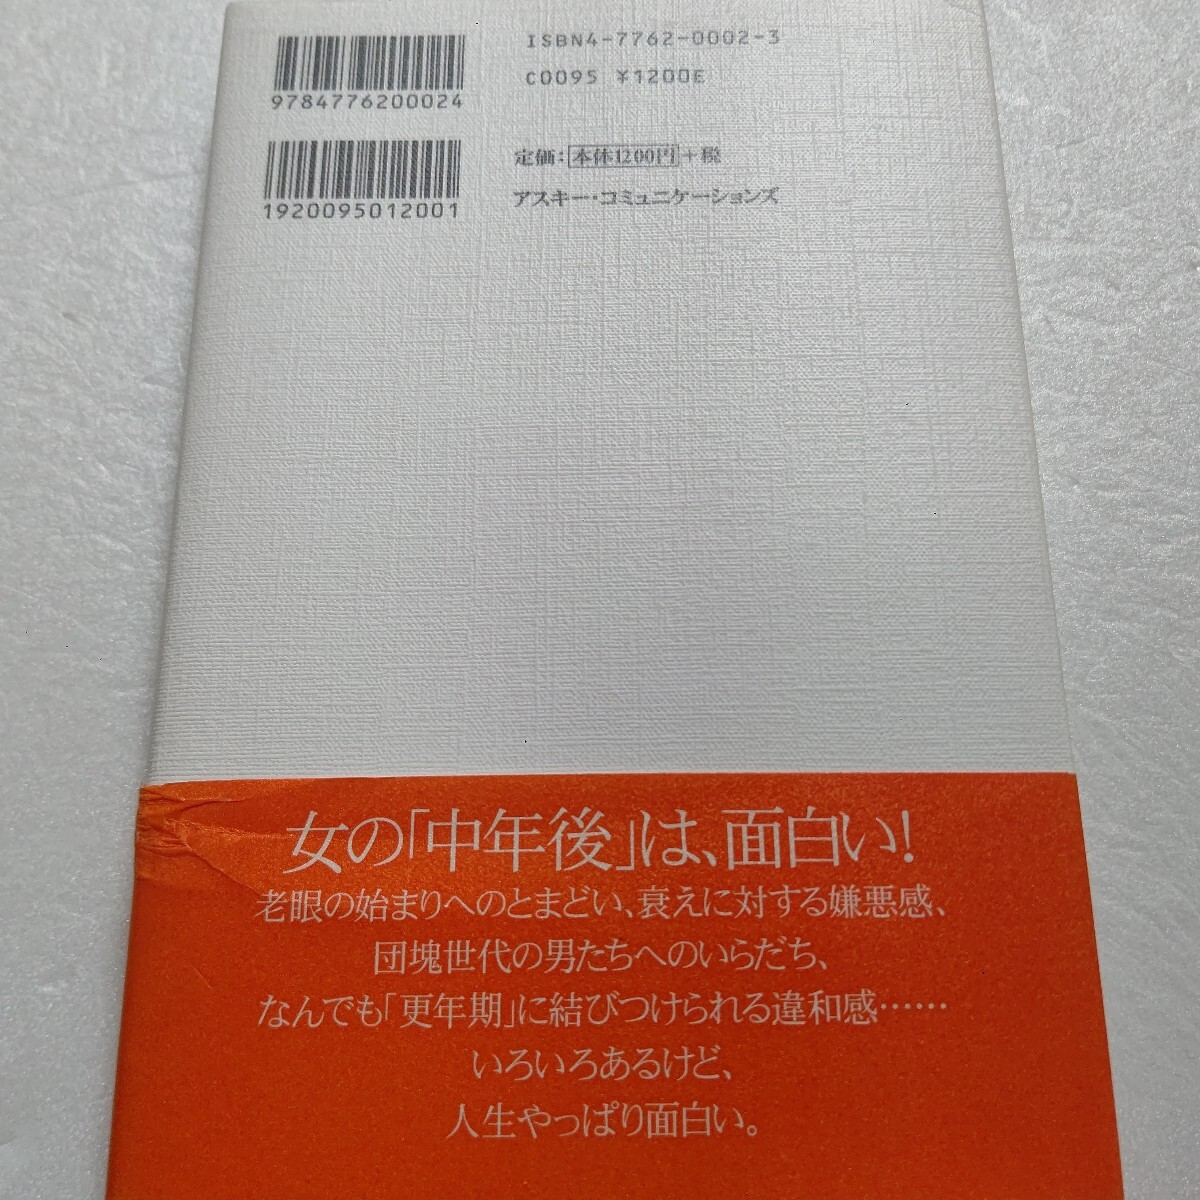 ISBN4-7762-0002-3
C0095 ¥1200E
9784776200024
定価:本体1200円+税
アスキー・コミュニケーションズ
1920095012001
女の「中年後」は、面白い!
老眼の始まりへのとまどい、衰えに対する嫌悪感、
団塊世代の男たちへのいらだち、
なんでも「更年期」に結びつけられる違和感……
いろいろあるけど、
人生やっぱり面白い。